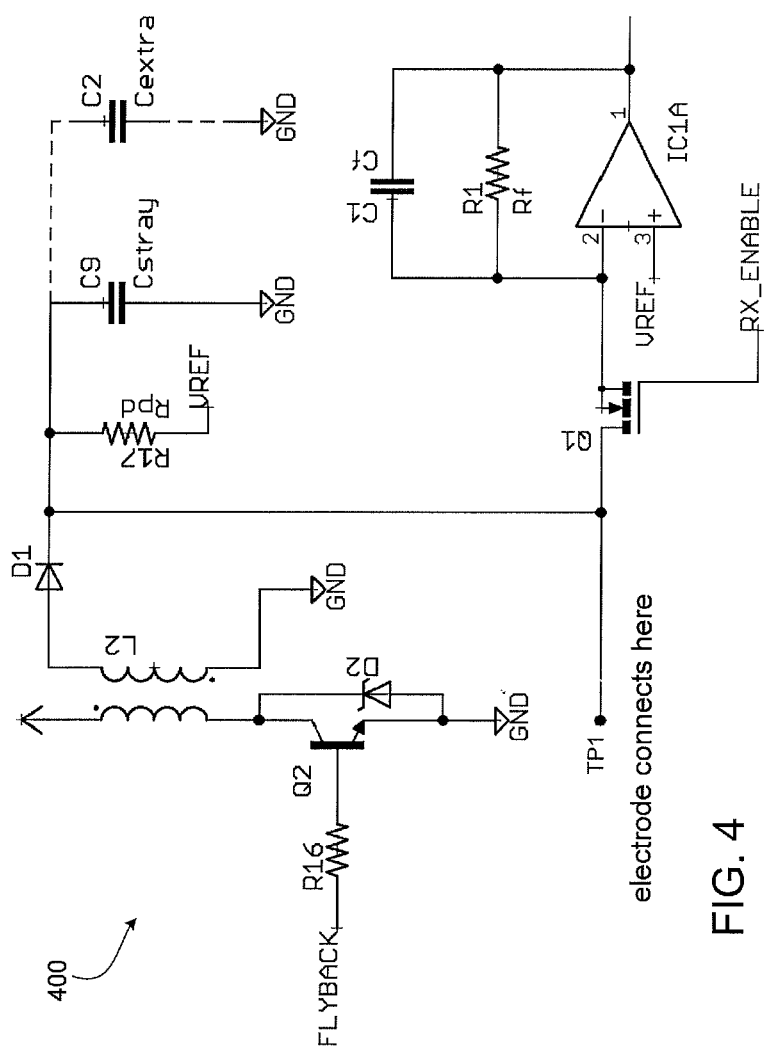 400
FLYBACK
R16
Q2
D2
GND
L2
GND
D1
R17
Rpd
VREF
C9
Cstray
GND
C2
Cextra
GND
C1
Cf
R1
Rf
2
3
1
IC1A
VREF
Q1
RX_ENABLE
TP1
electrode connects here
FIG. 4